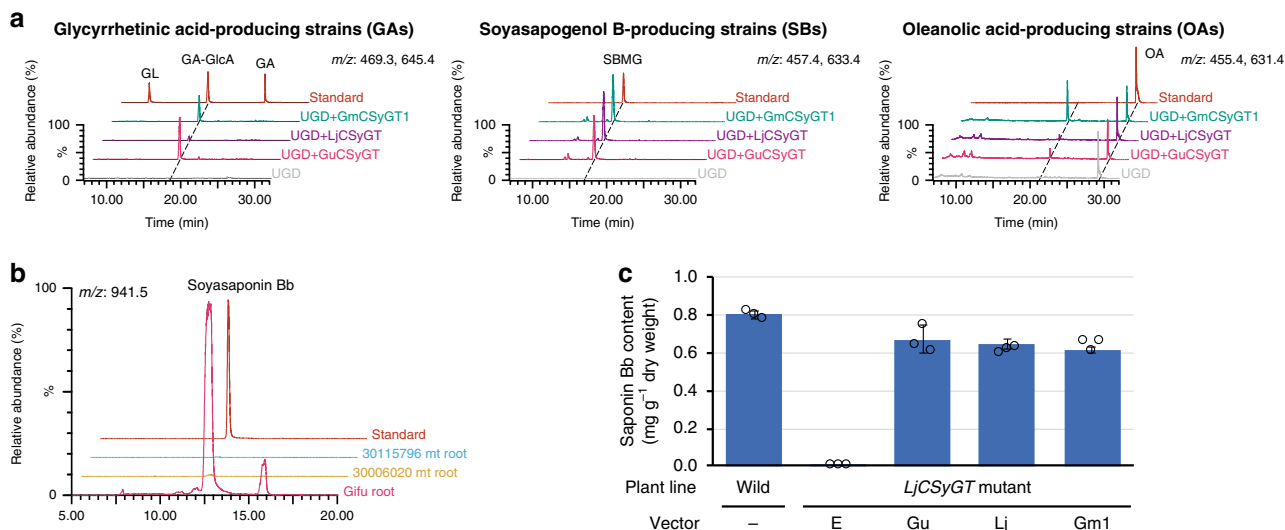 a
Glycyrrhetinic acid-producing strains (GAs)
m/z: 469.3, 645.4
GL
GA-GlcA
GA
Standard
UGD+GmCSyGT1
UGD+LjCSyGT
UGD+GuCSyGT
UGD
Relative abundance (%)
100
%
0
10.00 20.00 30.00
Time (min)
Soyasapogenol B-producing strains (SBs)
m/z: 457.4, 633.4
SBMG
Standard
UGD+GmCSyGT1
UGD+LjCSyGT
UGD+GuCSyGT
UGD
Relative abundance (%)
100
%
0
10.00 20.00 30.00
Time (min)
Oleanolic acid-producing strains (OAs)
OA
m/z: 455.4, 631.4
Standard
UGD+GmCSyGT1
UGD+LjCSyGT
UGD+GuCSyGT
UGD
Relative abundance (%)
100
%
0
10.00 20.00 30.00
Time (min)
b
m/z: 941.5
Soyasaponin Bb
Relative abundance (%)
100
%
0
Standard
30115796 mt root
30006020 mt root
Gifu root
5.00 10.00 15.00 20.00
c
Saponin Bb content
(mg g⁻¹ dry weight)
1.0
0.8
0.6
0.4
0.2
0.0
Plant line Wild LjCSyGT mutant
Vector – E Gu Lj Gm1